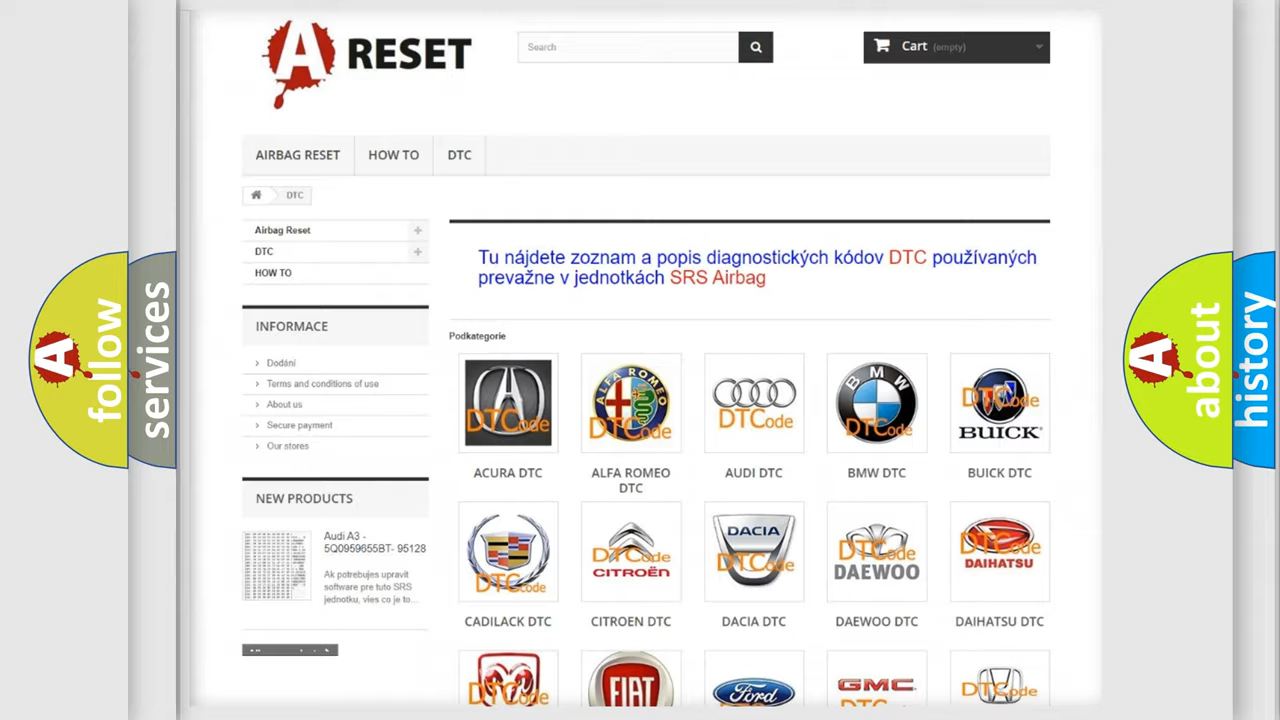 A RESET
Search
Cart (empty)
AIRBAG RESET
HOW TO
DTC
DTC
Airbag Reset
DTC
HOW TO
INFORMACE
Dodání
Terms and conditions of use
About us
Secure payment
Our stores
NEW PRODUCTS
Audi A3 -
5Q0959655BT- 95128
Ak potrebujes upravit
software pre tuto SRS
jednotku, vies co je to...
Tu nájdete zoznam a popis diagnostických kódov DTC používaných
prevažne v jednotkách SRS Airbag
Podkategorie
DTCode
ALFA ROMEO
DTCode
DTCode
BMW
DTCode
DTCode
BUICK
ACURA DTC
ALFA ROMEO
DTC
AUDI DTC
BMW DTC
BUICK DTC
DTCode
DTCode
CITROËN
DACIA
DTCode
DTCode
DAEWOO
DTCode
DAIHATSU
CADILACK DTC
CITROEN DTC
DACIA DTC
DAEWOO DTC
DAIHATSU DTC
DTCode
FIAT
Ford
GMC
DTCode
A follow
services
A about
history